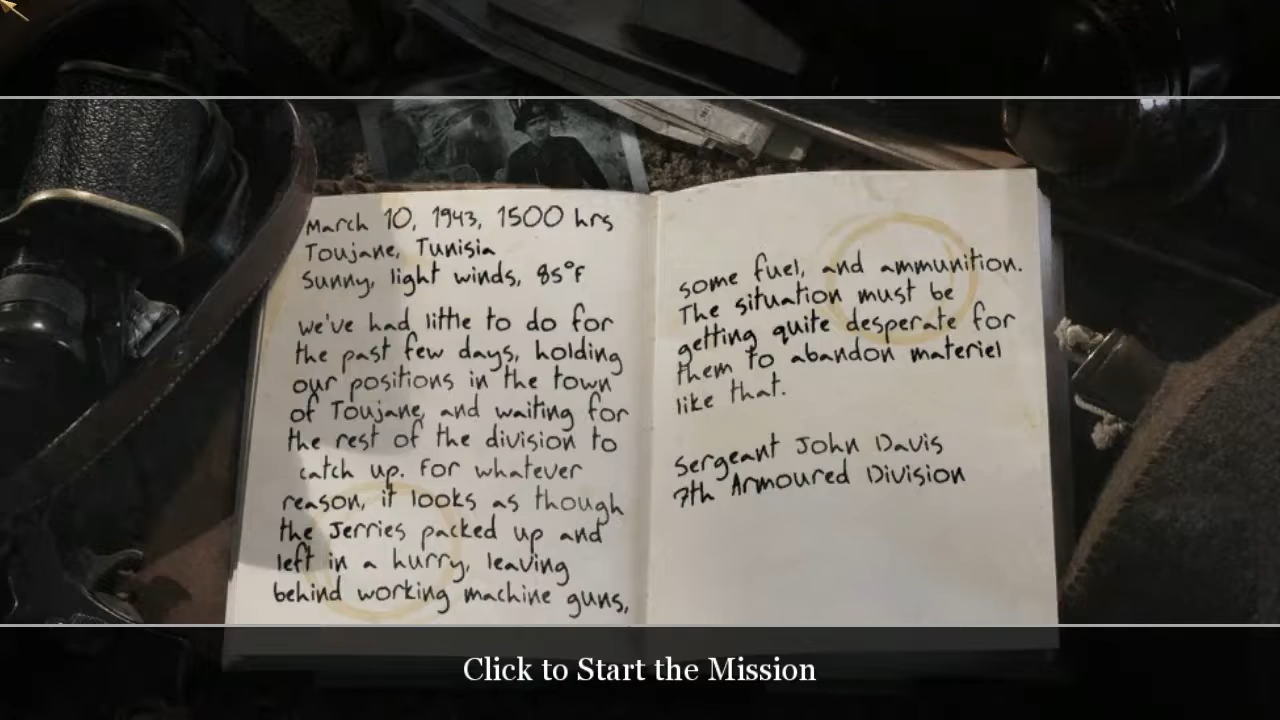 March 10, 1943, 1500 hrs
Toujane, Tunisia
Sunny, light winds, 85°F
We've had little to do for
the past few days, holding
our positions in the town
of Toujane, and waiting for
the rest of the division to
catch up. For whatever
reason, it looks as though
the Jerries packed up and
left in a hurry, leaving
behind working machine guns,
some fuel, and ammunition.
The situation must be
getting quite desperate for
them to abandon materiel
like that.
Sergeant John Davis
7th Armoured Division
Click to Start the Mission